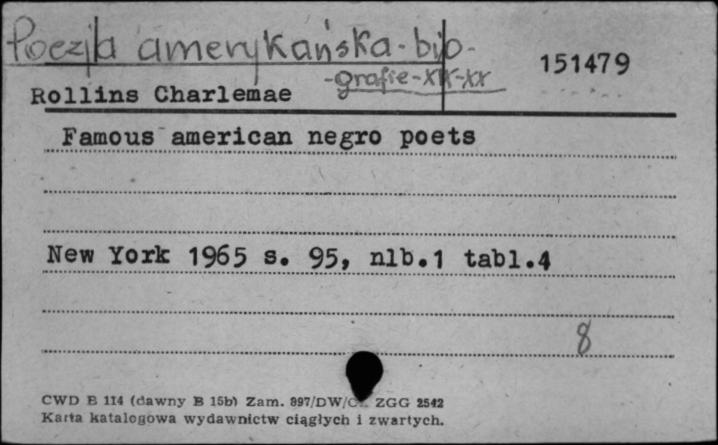 Poezja amerykańska-bio-
-grafie-XIX-XX
151479
Rollins Charlemae
Famous american negro poets
New York 1965 s. 95, nlb.1 tabl.4
8
CWD B 114 (dawny B 15b) Zam. 897/DW/ ZGG 2542
Karta katalogowa wydawnictw ciągłych i zwartych.